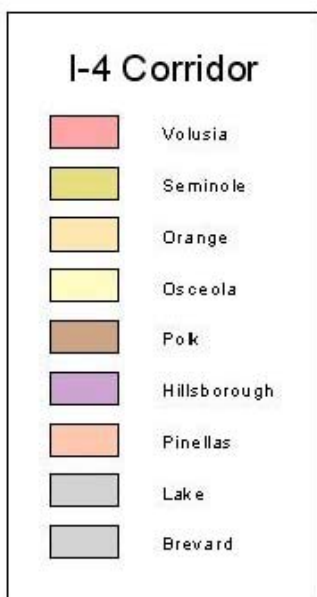 I-4 Corridor
Volusia
Seminole
Orange
Osceola
Polk
Hillsborough
Pinellas
Lake
Brevard